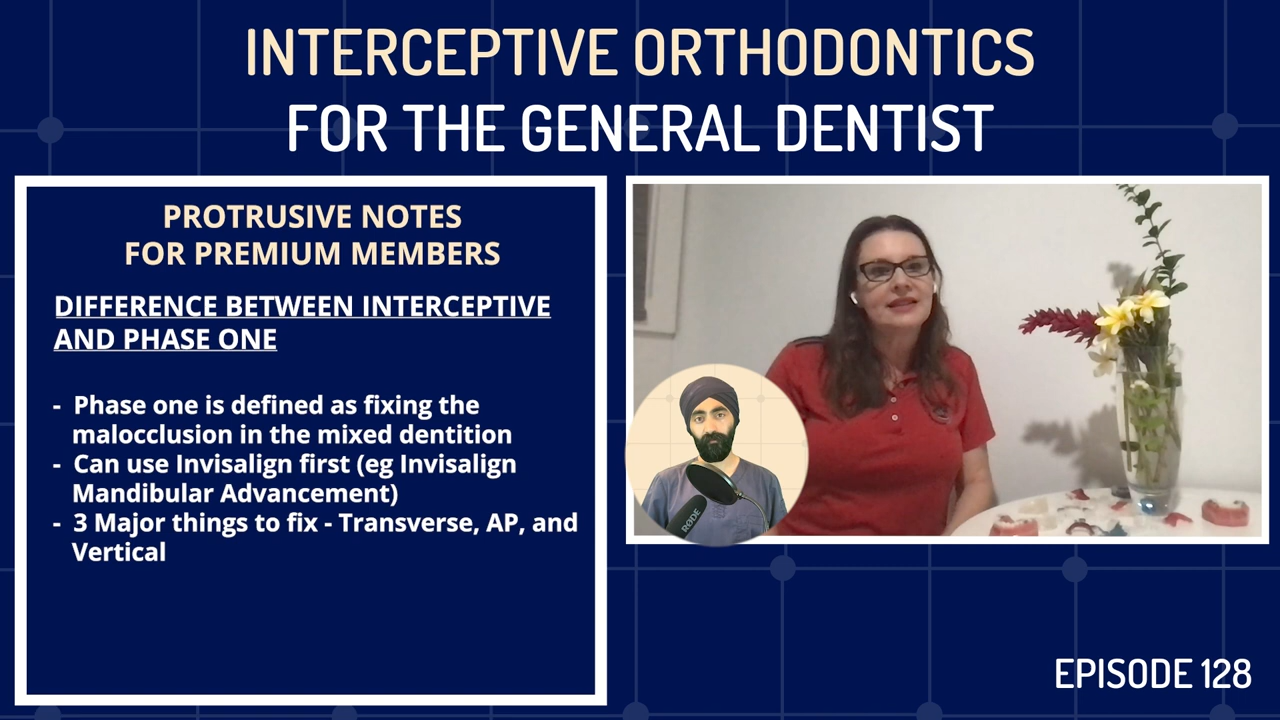 INTERCEPTIVE ORTHODONTICS
FOR THE GENERAL DENTIST
PROTRUSIVE NOTES
FOR PREMIUM MEMBERS
DIFFERENCE BETWEEN INTERCEPTIVE
AND PHASE ONE
- Phase one is defined as fixing the
malocclusion in the mixed dentition
- Can use Invisalign first (eg Invisalign
Mandibular Advancement)
- 3 Major things to fix - Transverse, AP, and
Vertical
RØDE
EPISODE 128